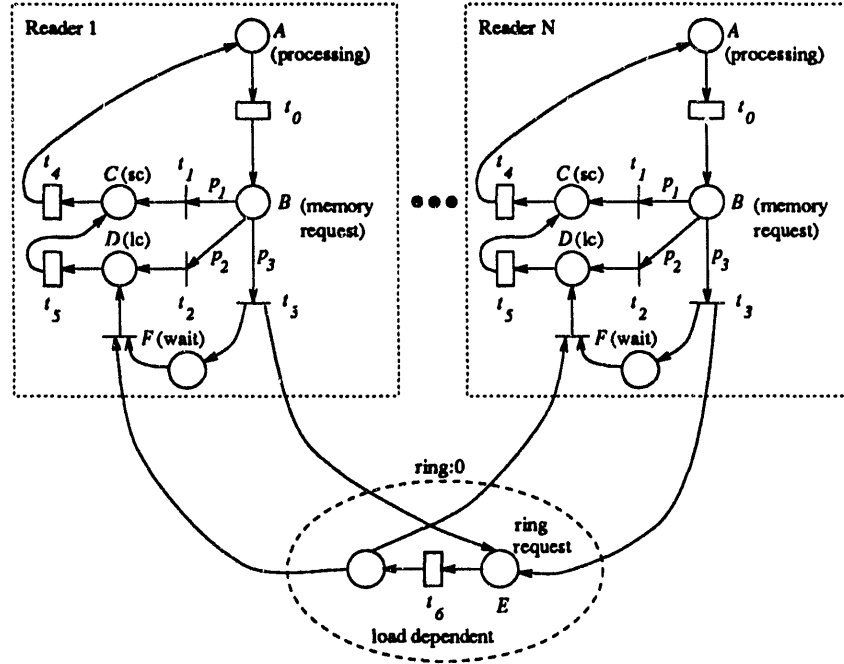 Reader 1
A
(processing)
t0
t4
C (sc)
t1
p1
B
(memory
request)
D (lc)
p2
p3
t5
t2
t3
F (wait)
Reader N
A
(processing)
t0
t4
C (sc)
t1
p1
B
(memory
request)
D (lc)
p2
p3
t5
t2
t3
F (wait)
ring:0
ring
request
t6
E
load dependent